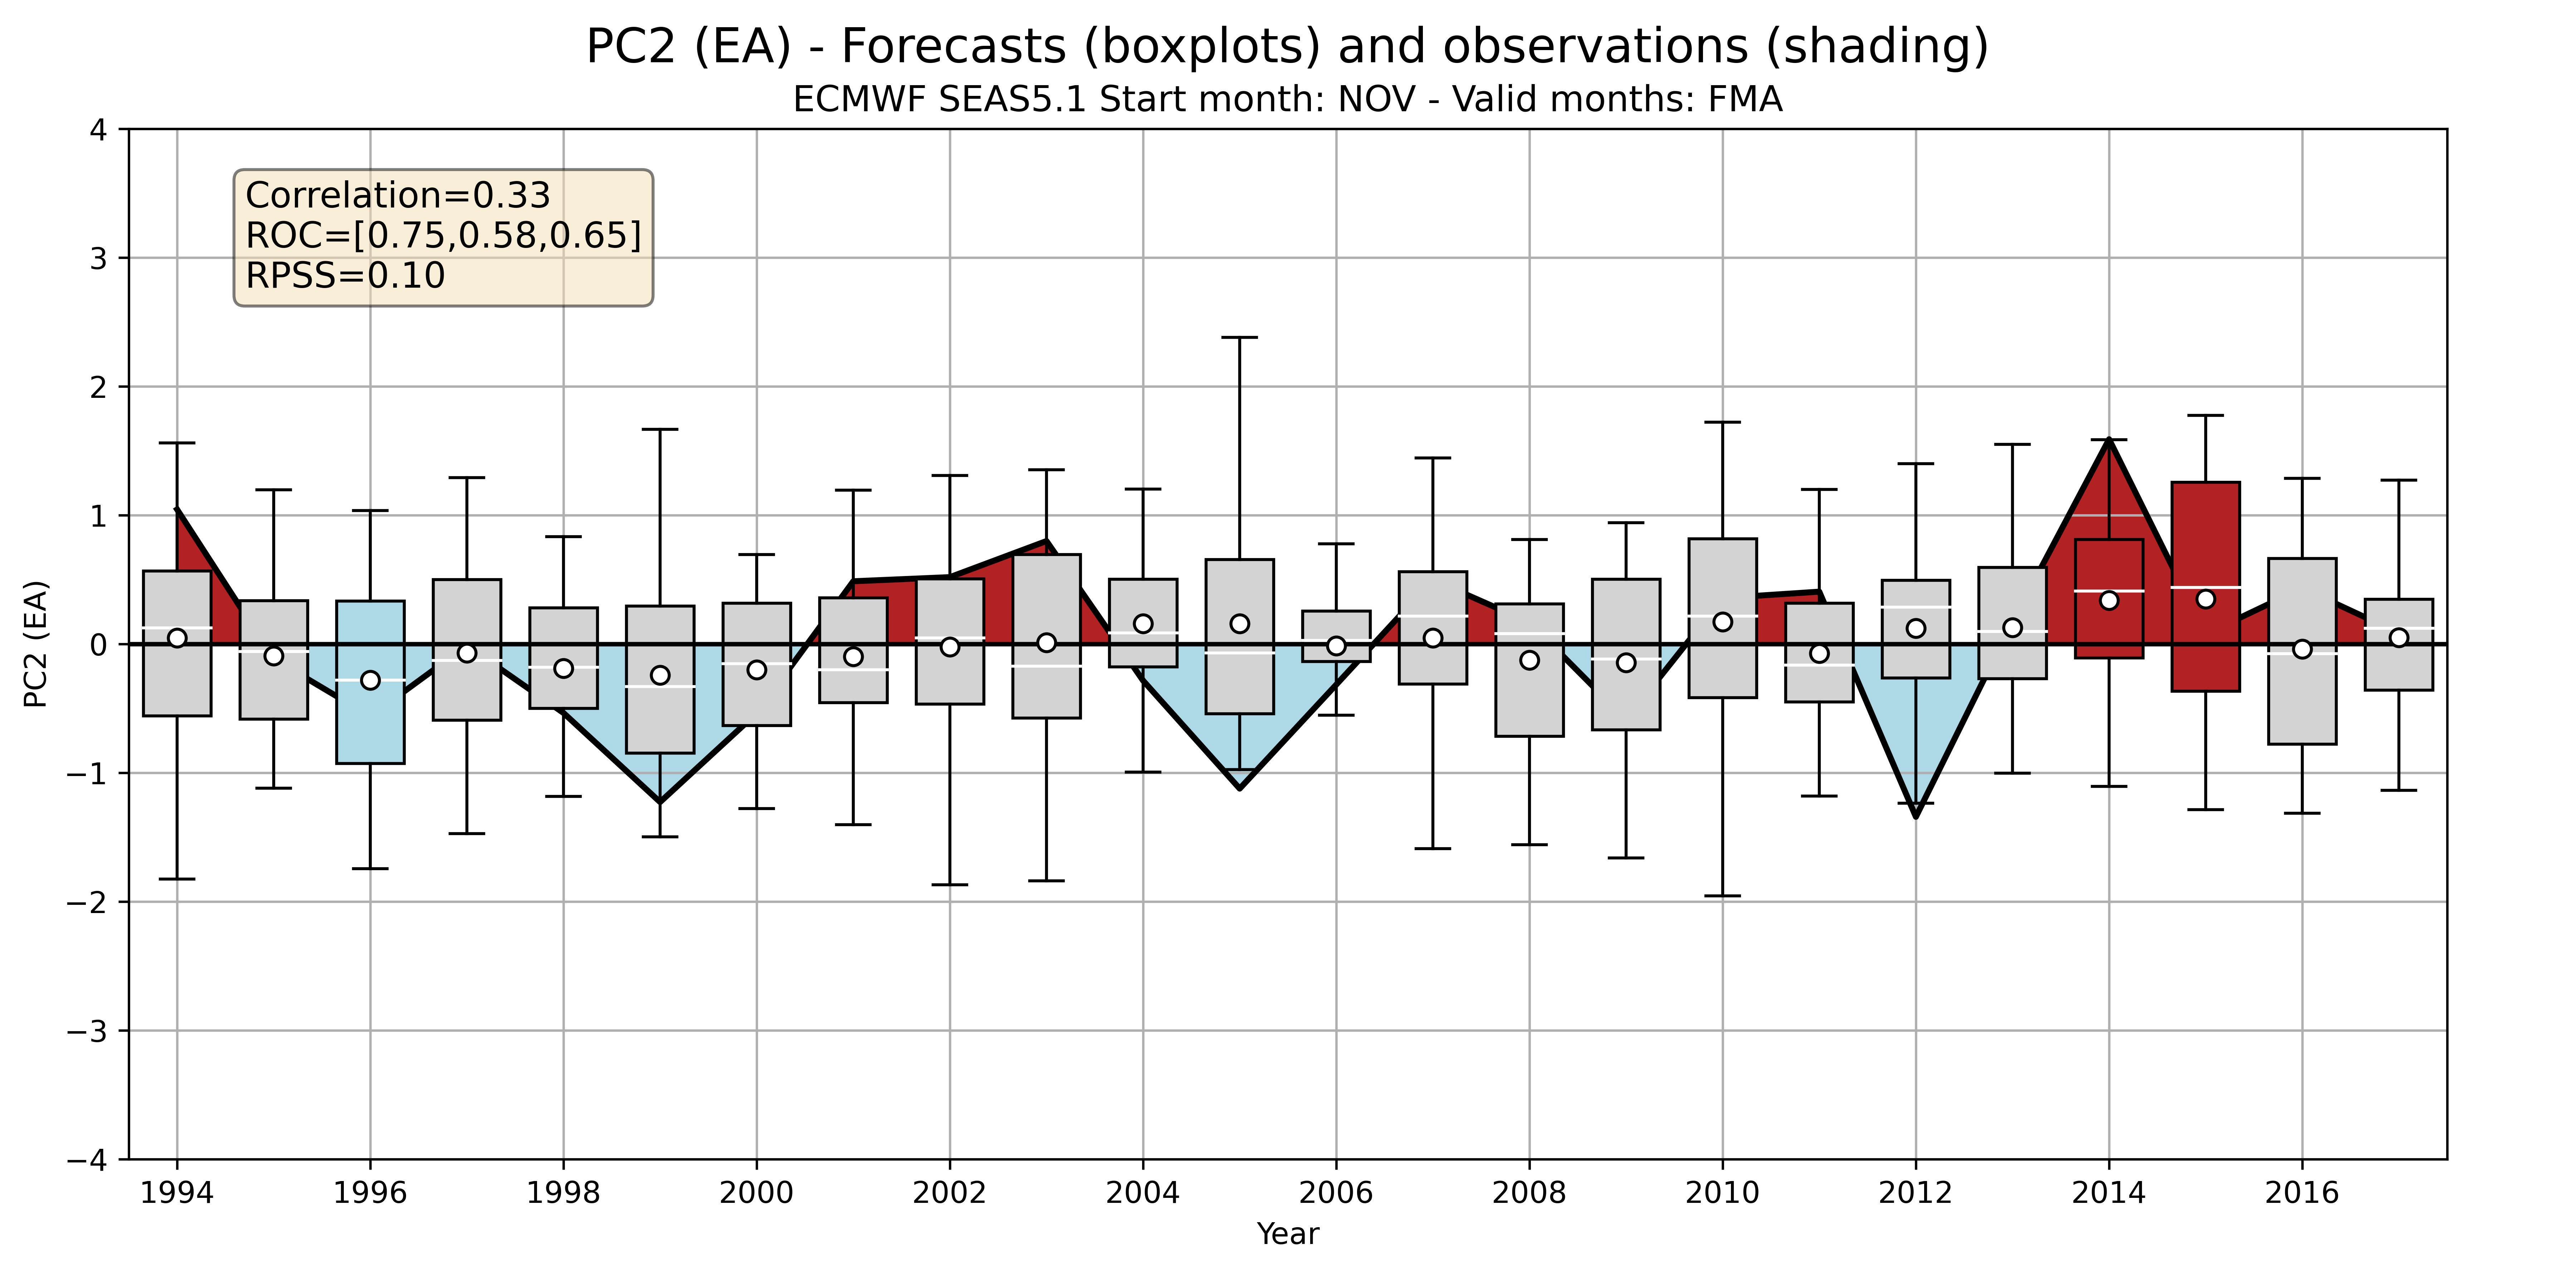 PC2 (EA) - Forecasts (boxplots) and observations (shading)
ECMWF SEAS5.1 Start month: NOV - Valid months: FMA
Correlation=0.33
ROC=[0.75,0.58,0.65]
RPSS=0.10
PC2 (EA)
4
3
2
1
0
−1
−2
−3
−4
1994 1996 1998 2000 2002 2004 2006 2008 2010 2012 2014 2016
Year